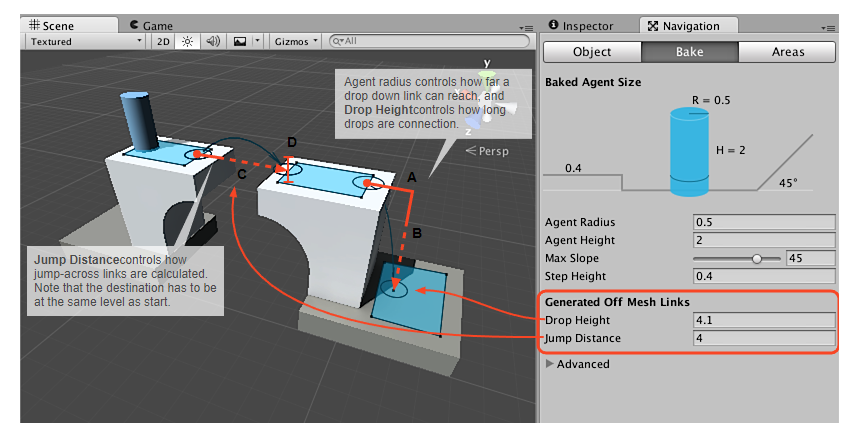 Scene
Game
Textured
2D
Gizmos
All
y
z
Persp
Agent radius controls how far a
drop down link can reach, and
Drop Heightcontrols how long
drops are connection.
D
C
A
B
Jump Distancecontrols how
jump-across links are calculated.
Note that the destination has to be
at the same level as start.
Inspector
Navigation
Object
Bake
Areas
Baked Agent Size
R = 0.5
H = 2
0.4
45°
Agent Radius 0.5
Agent Height 2
Max Slope 45
Step Height 0.4
Generated Off Mesh Links
Drop Height 4.1
Jump Distance 4
Advanced